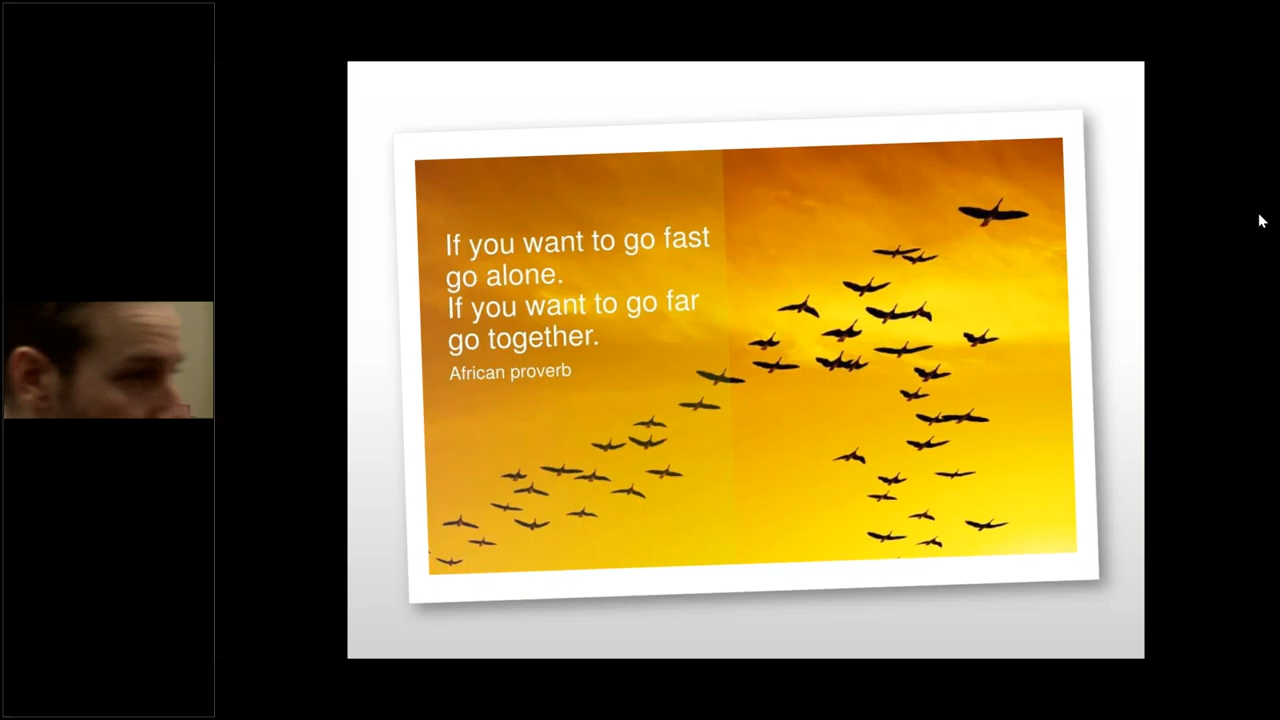 If you want to go fast
go alone.
If you want to go far
go together.
African proverb